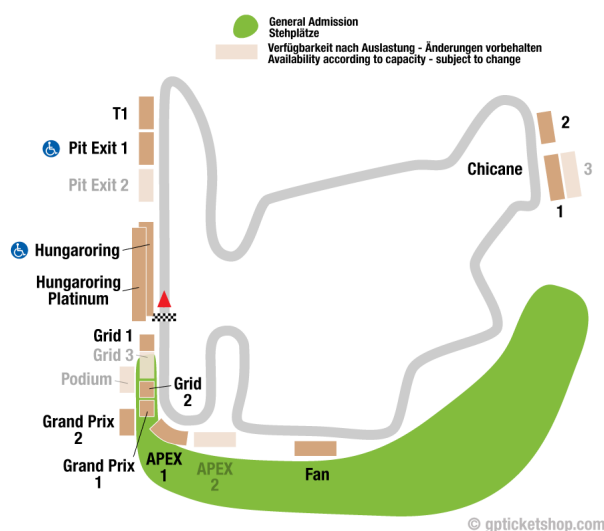 General Admission
Stehplätze
Verfügbarkeit nach Auslastung - Änderungen vorbehalten
Availability according to capacity - subject to change
T1
2
Pit Exit 1
Chicane
3
Pit Exit 2
1
Hungaroring
Hungaroring
Platinum
Grid 1
Grid 3
Podium
Grid
2
Grand Prix
2
Grand Prix
1
APEX
1
APEX
2
Fan
© gpticketshop.com